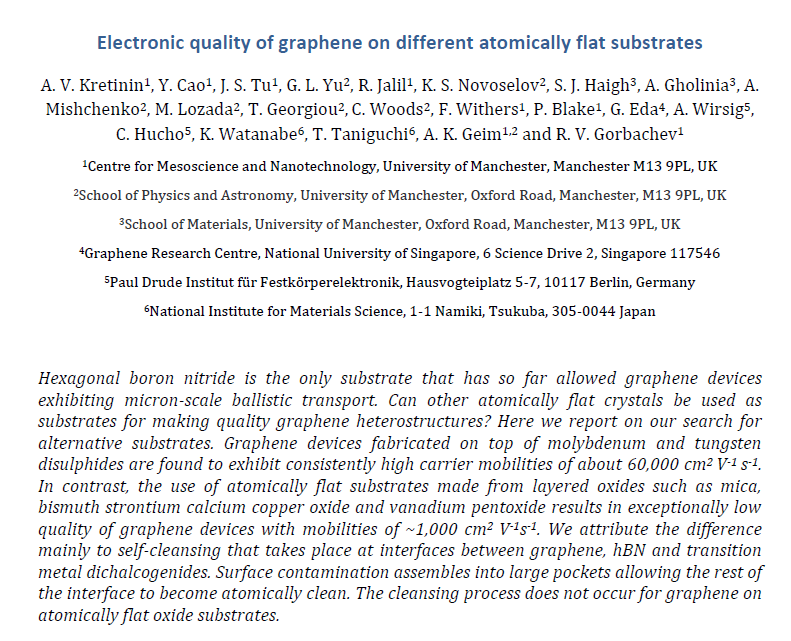 Electronic quality of graphene on different atomically flat substrates
A. V. Kretinin¹, Y. Cao¹, J. S. Tu¹, G. L. Yu², R. Jalil¹, K. S. Novoselov², S. J. Haigh³, A. Gholinia³, A.
Mishchenko², M. Lozada², T. Georgiou², C. Woods², F. Withers¹, P. Blake¹, G. Eda⁴, A. Wirsig⁵,
C. Hucho⁵, K. Watanabe⁶, T. Taniguchi⁶, A. K. Geim¹,² and R. V. Gorbachev¹
¹Centre for Mesoscience and Nanotechnology, University of Manchester, Manchester M13 9PL, UK
²School of Physics and Astronomy, University of Manchester, Oxford Road, Manchester, M13 9PL, UK
³School of Materials, University of Manchester, Oxford Road, Manchester, M13 9PL, UK
⁴Graphene Research Centre, National University of Singapore, 6 Science Drive 2, Singapore 117546
⁵Paul Drude Institut für Festkörperelektronik, Hausvogteiplatz 5-7, 10117 Berlin, Germany
⁶National Institute for Materials Science, 1-1 Namiki, Tsukuba, 305-0044 Japan
Hexagonal boron nitride is the only substrate that has so far allowed graphene devices
exhibiting micron-scale ballistic transport. Can other atomically flat crystals be used as
substrates for making quality graphene heterostructures? Here we report on our search for
alternative substrates. Graphene devices fabricated on top of molybdenum and tungsten
disulphides are found to exhibit consistently high carrier mobilities of about 60,000 cm² V⁻¹ s⁻¹.
In contrast, the use of atomically flat substrates made from layered oxides such as mica,
bismuth strontium calcium copper oxide and vanadium pentoxide results in exceptionally low
quality of graphene devices with mobilities of ~1,000 cm² V⁻¹s⁻¹. We attribute the difference
mainly to self-cleansing that takes place at interfaces between graphene, hBN and transition
metal dichalcogenides. Surface contamination assembles into large pockets allowing the rest of
the interface to become atomically clean. The cleansing process does not occur for graphene on
atomically flat oxide substrates.